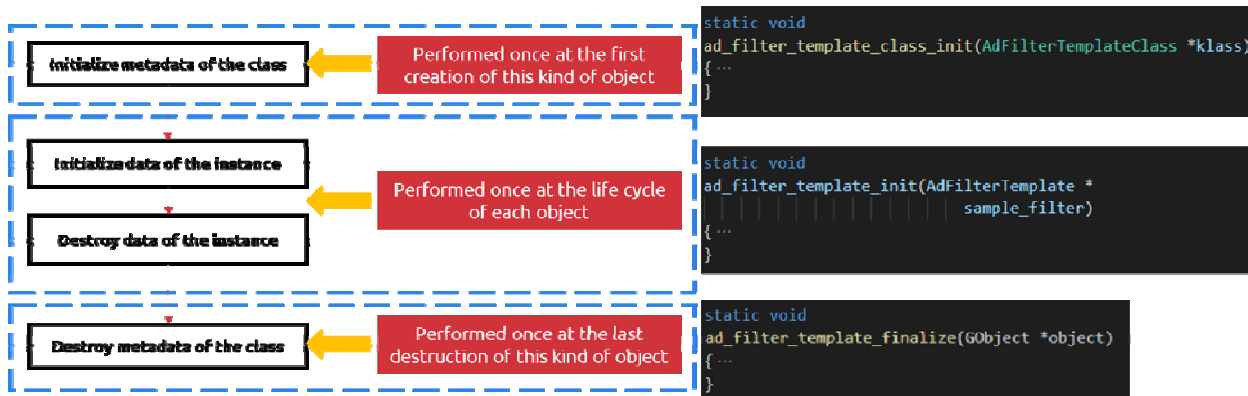 Initialize metadata of the class
Performed once at the first
creation of this kind of object
static void
ad_filter_template_class_init(AdFilterTemplateClass *klass)
{ ...
}
Initialize data of the instance
Destroy data of the instance
Performed once at the life cycle
of each object
static void
ad_filter_template_init(AdFilterTemplate *
sample_filter)
{ ...
}
Destroy metadata of the class
Performed once at the last
destruction of this kind of object
static void
ad_filter_template_finalize(GObject *object)
{ ...
}